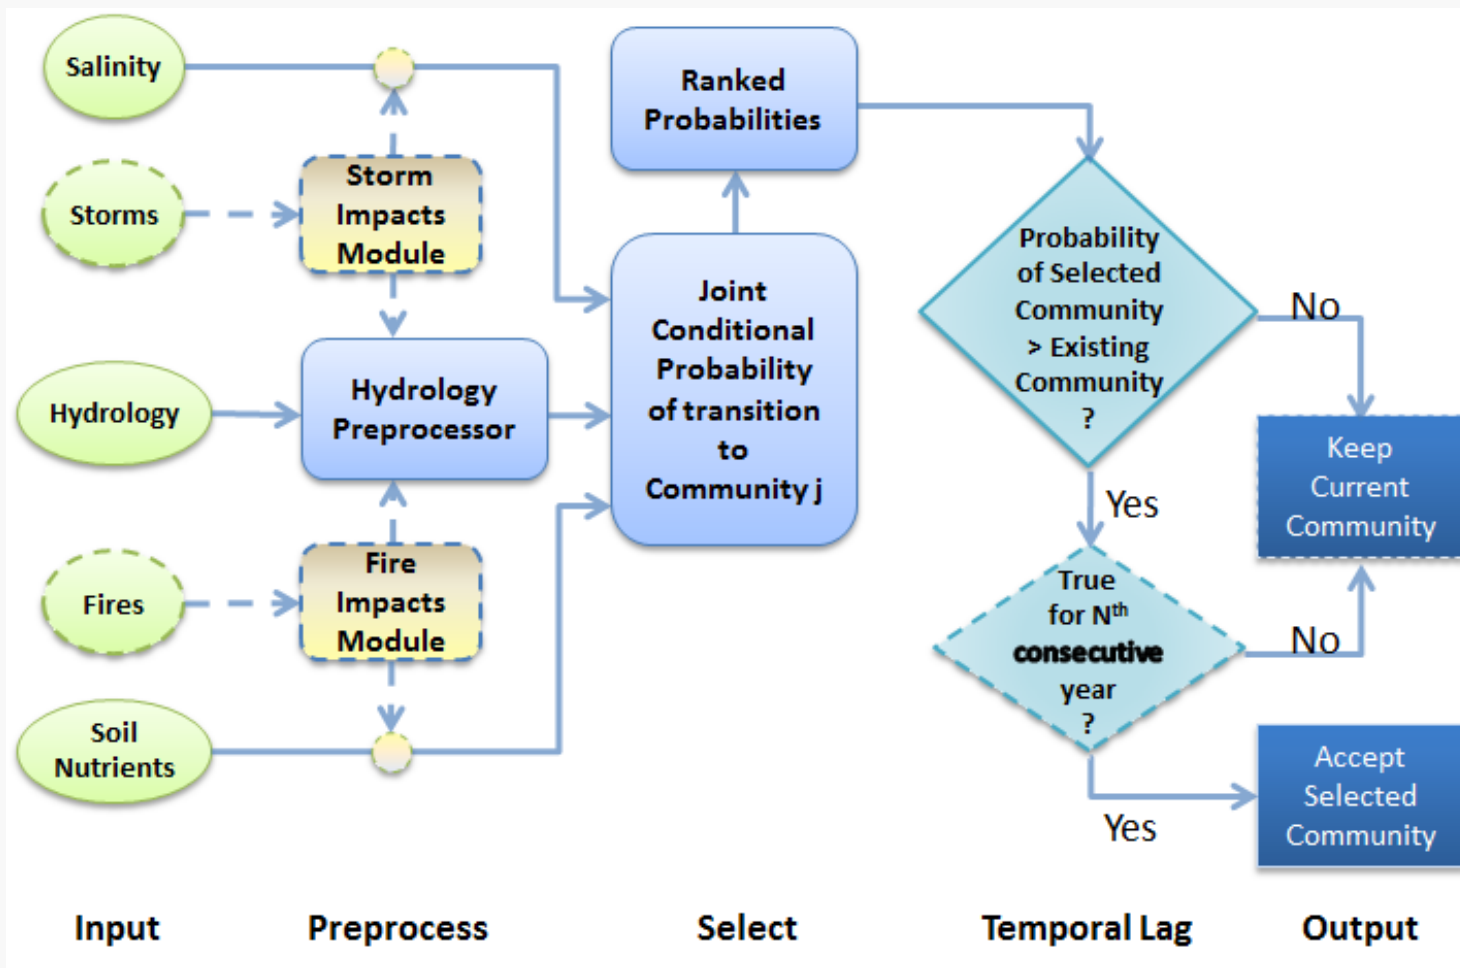 Salinity
Storms
Hydrology
Fires
Soil
Nutrients
Storm
Impacts
Module
Hydrology
Preprocessor
Fire
Impacts
Module
Ranked
Probabilities
Joint
Conditional
Probability
of transition
to
Community j
Probability
of Selected
Community
> Existing
Community
?
No
Yes
True
for Nth
consecutive
year
?
No
Yes
Keep
Current
Community
Accept
Selected
Community
Input
Preprocess
Select
Temporal Lag
Output